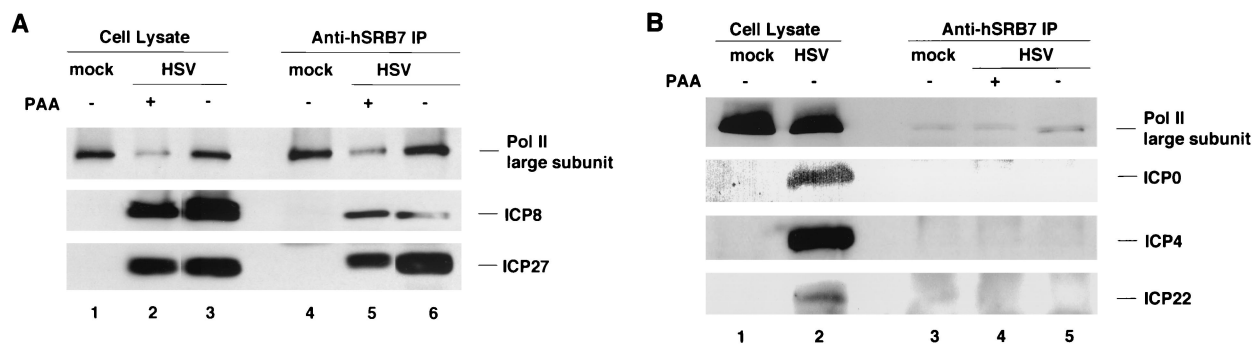 A
Cell Lysate Anti-hSRB7 IP
mock HSV mock HSV
PAA - + - - + -
Pol II
large subunit
ICP8
ICP27
1 2 3 4 5 6
B
Cell Lysate Anti-hSRB7 IP
mock HSV mock HSV
PAA - - - + -
Pol II
large subunit
ICP0
ICP4
ICP22
1 2 3 4 5